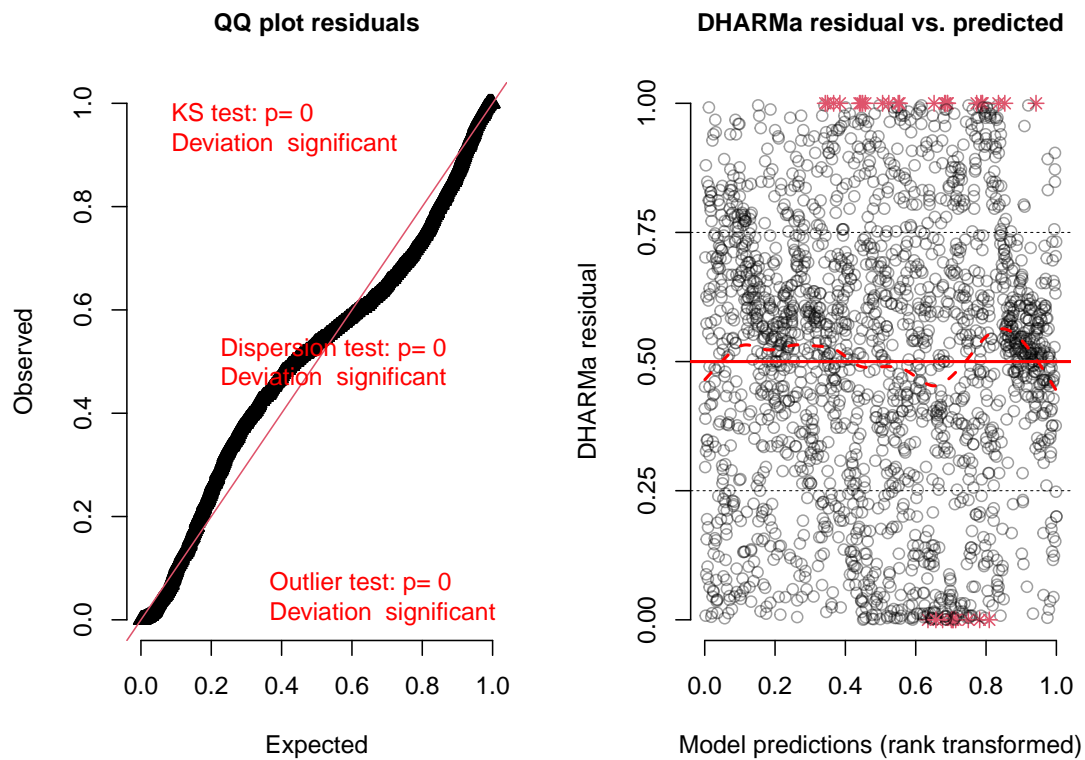 QQ plot residuals
KS test: p= 0
Deviation  significant
Dispersion test: p= 0
Deviation  significant
Outlier test: p= 0
Deviation  significant
Observed
0.0
0.2
0.4
0.6
0.8
1.0
0.0 0.2 0.4 0.6 0.8 1.0
Expected
DHARMa residual vs. predicted
DHARMa residual
1.00
0.75
0.50
0.25
0.00
0.0 0.2 0.4 0.6 0.8 1.0
Model predictions (rank transformed)